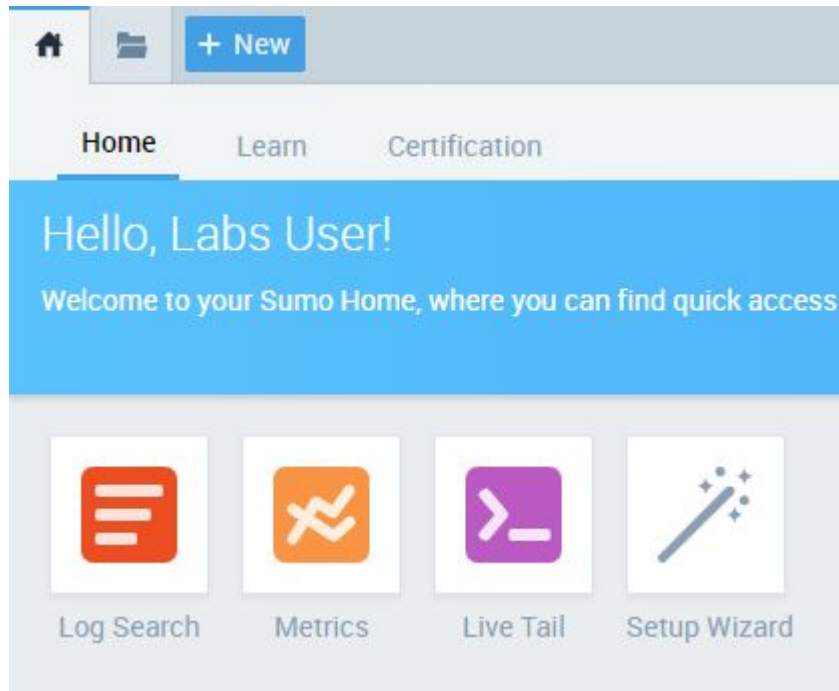 + New
Home Learn Certification
Hello, Labs User!
Welcome to your Sumo Home, where you can find quick access
Log Search Metrics Live Tail Setup Wizard